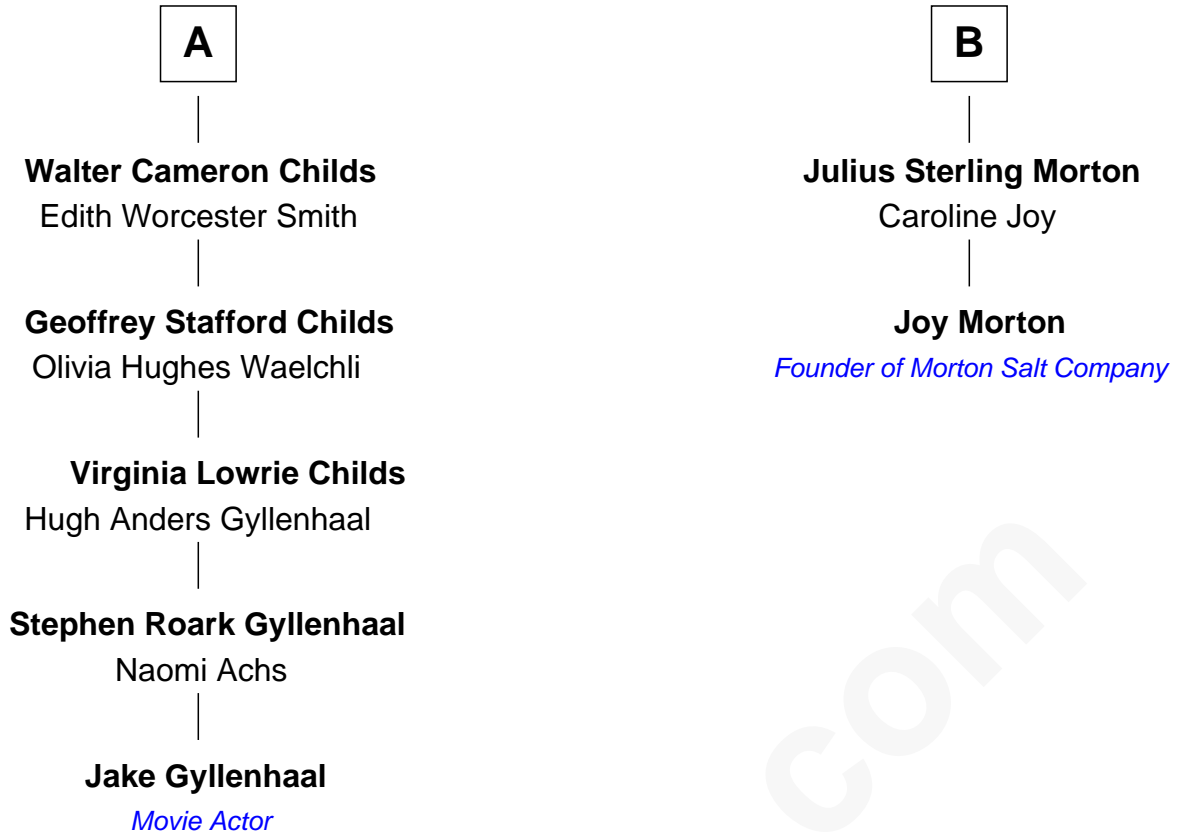 A
Walter Cameron Childs
Edith Worcester Smith
Geoffrey Stafford Childs
Olivia Hughes Waelchli
Virginia Lowrie Childs
Hugh Anders Gyllenhaal
Stephen Roark Gyllenhaal
Naomi Achs
Jake Gyllenhaal
Movie Actor
B
Julius Sterling Morton
Caroline Joy
Joy Morton
Founder of Morton Salt Company
com